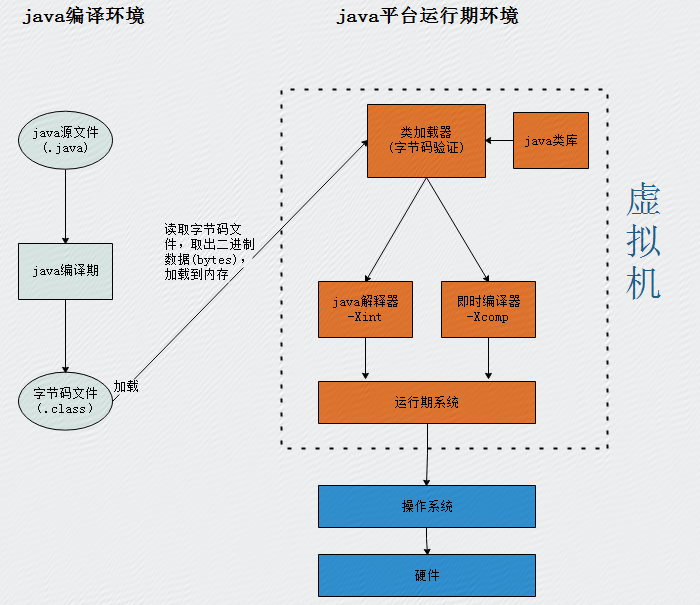 java编译环境
java平台运行期环境
java源文件
(.java)
java编译期
字节码文件
(.class)
加载
读取字节码文
件，取出二进制
数据(bytes)，
加载到内存
类加载器
(字节码验证)
java类库
java解释器
-Xint
即时编译器
-Xcomp
运行期系统
虚
拟
机
操作系统
硬件